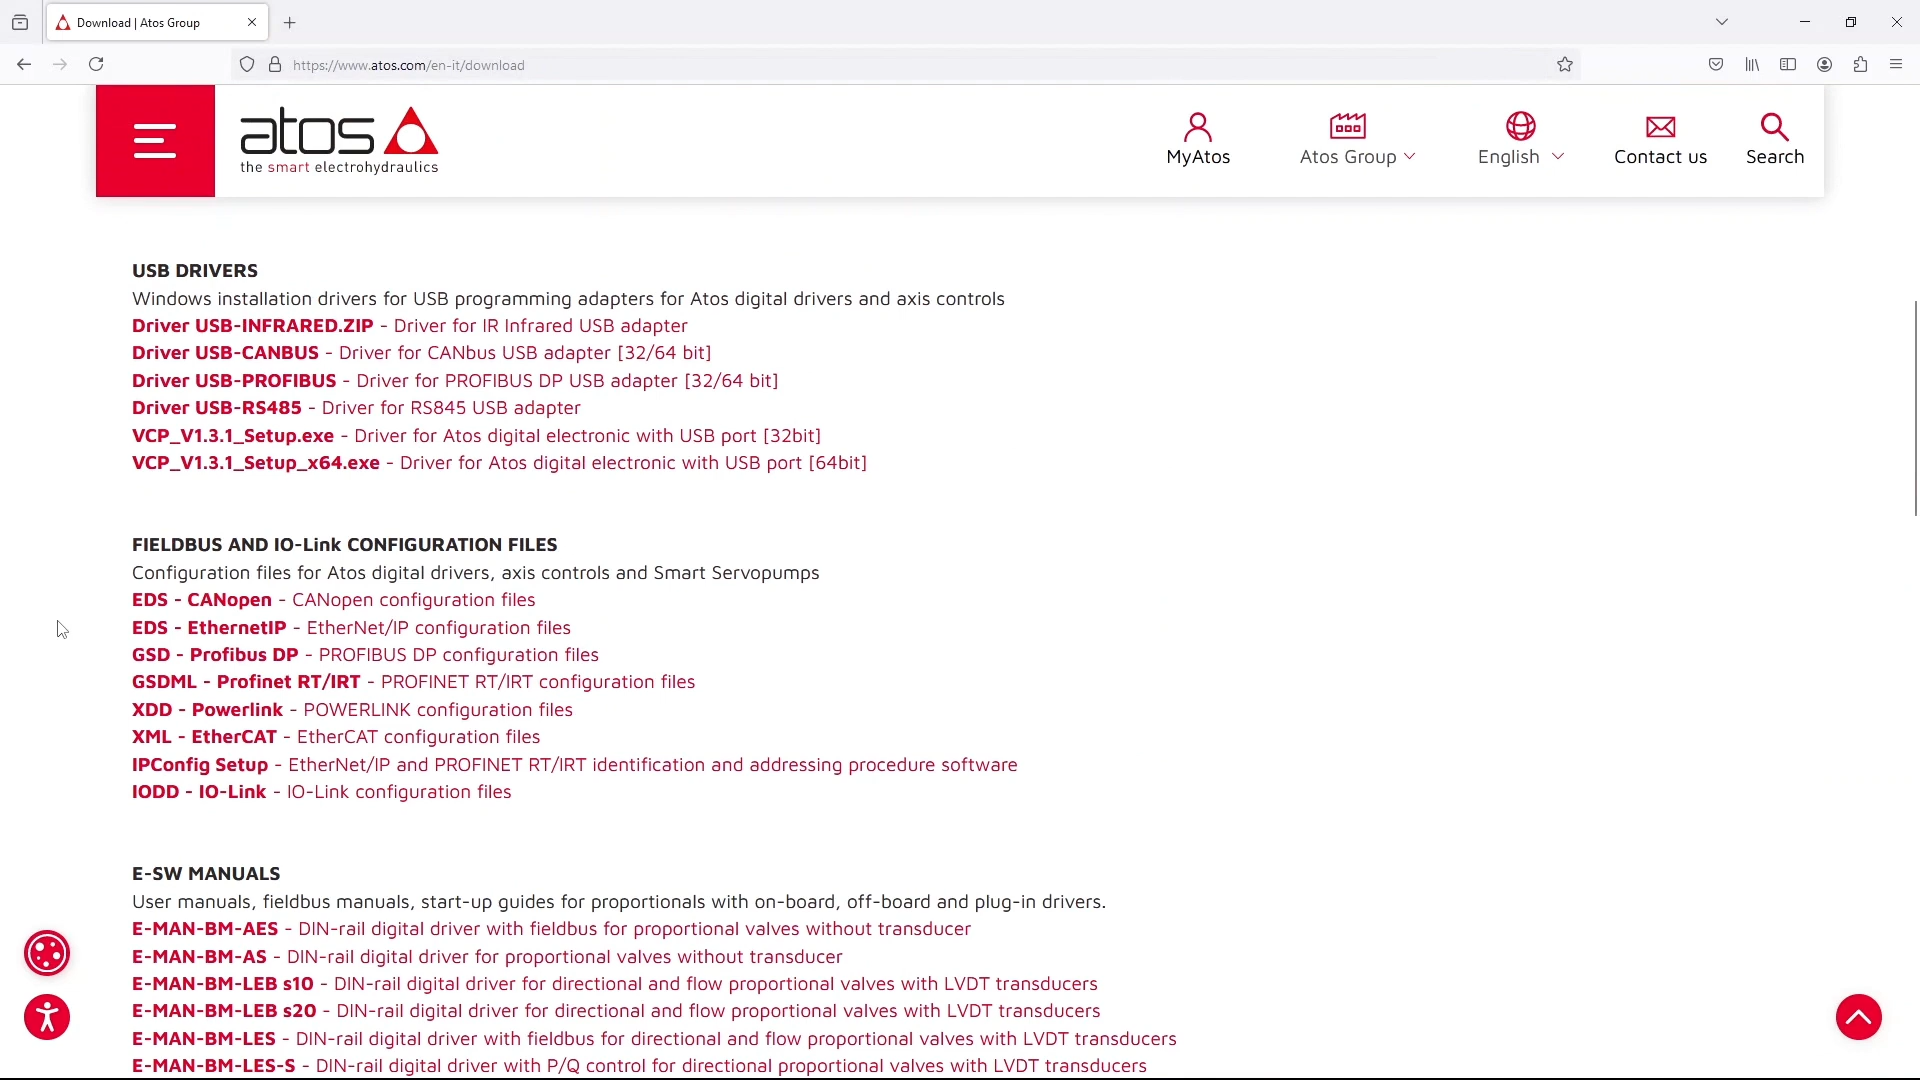 Download | Atos Group
https://www.atos.com/en-it/download
atos
the smart electrohydraulics
MyAtos
Atos Group
English
Contact us
Search
USB DRIVERS
Windows installation drivers for USB programming adapters for Atos digital drivers and axis controls
Driver USB-INFRARED.ZIP - Driver for IR Infrared USB adapter
Driver USB-CANBUS - Driver for CANbus USB adapter [32/64 bit]
Driver USB-PROFIBUS - Driver for PROFIBUS DP USB adapter [32/64 bit]
Driver USB-RS485 - Driver for RS845 USB adapter
VCP_V1.3.1_Setup.exe - Driver for Atos digital electronic with USB port [32bit]
VCP_V1.3.1_Setup_x64.exe - Driver for Atos digital electronic with USB port [64bit]
FIELDBUS AND IO-Link CONFIGURATION FILES
Configuration files for Atos digital drivers, axis controls and Smart Servopumps
EDS - CANopen - CANopen configuration files
EDS - EthernetIP - EtherNet/IP configuration files
GSD - Profibus DP - PROFIBUS DP configuration files
GSDML - Profinet RT/IRT - PROFINET RT/IRT configuration files
XDD - Powerlink - POWERLINK configuration files
XML - EtherCAT - EtherCAT configuration files
IPConfig Setup - EtherNet/IP and PROFINET RT/IRT identification and addressing procedure software
IODD - IO-Link - IO-Link configuration files
E-SW MANUALS
User manuals, fieldbus manuals, start-up guides for proportionals with on-board, off-board and plug-in drivers.
E-MAN-BM-AES - DIN-rail digital driver with fieldbus for proportional valves without transducer
E-MAN-BM-AS - DIN-rail digital driver for proportional valves without transducer
E-MAN-BM-LEB s10 - DIN-rail digital driver for directional and flow proportional valves with LVDT transducers
E-MAN-BM-LEB s20 - DIN-rail digital driver for directional and flow proportional valves with LVDT transducers
E-MAN-BM-LES - DIN-rail digital driver with fieldbus for directional and flow proportional valves with LVDT transducers
E-MAN-BM-LES-S - DIN-rail digital driver with P/Q control for directional proportional valves with LVDT transducers